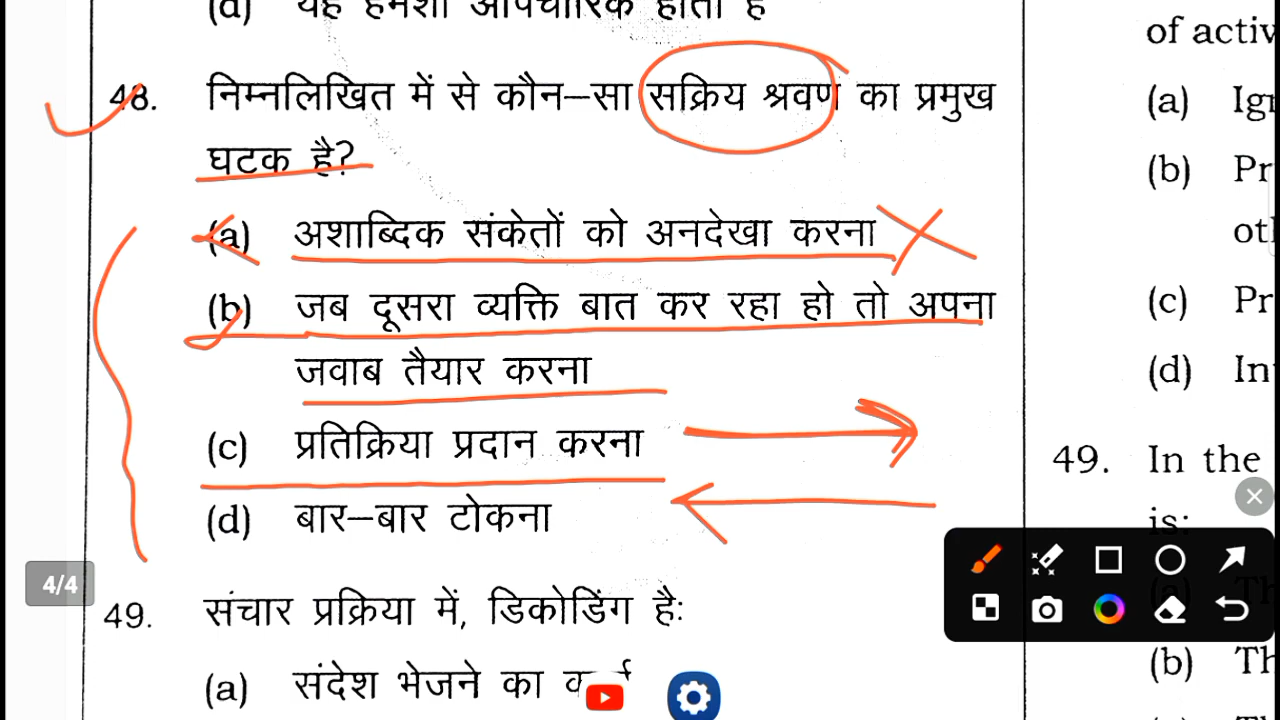 (d) यह हमेशा औपचारिक होता है
48. निम्नलिखित में से कौन–सा सक्रिय श्रवण का प्रमुख
घटक है?
(a) अशाब्दिक संकेतों को अनदेखा करना
(b) जब दूसरा व्यक्ति बात कर रहा हो तो अपना
जवाब तैयार करना
(c) प्रतिक्रिया प्रदान करना
(d) बार–बार टोकना
49. संचार प्रक्रिया में, डिकोडिंग है:
(a) संदेश भेजने का
4/4
of activ
(a) Ig
(b) Pr
ot
(c) Pr
(d) In
49. In the
is:
(a)
(b) Th